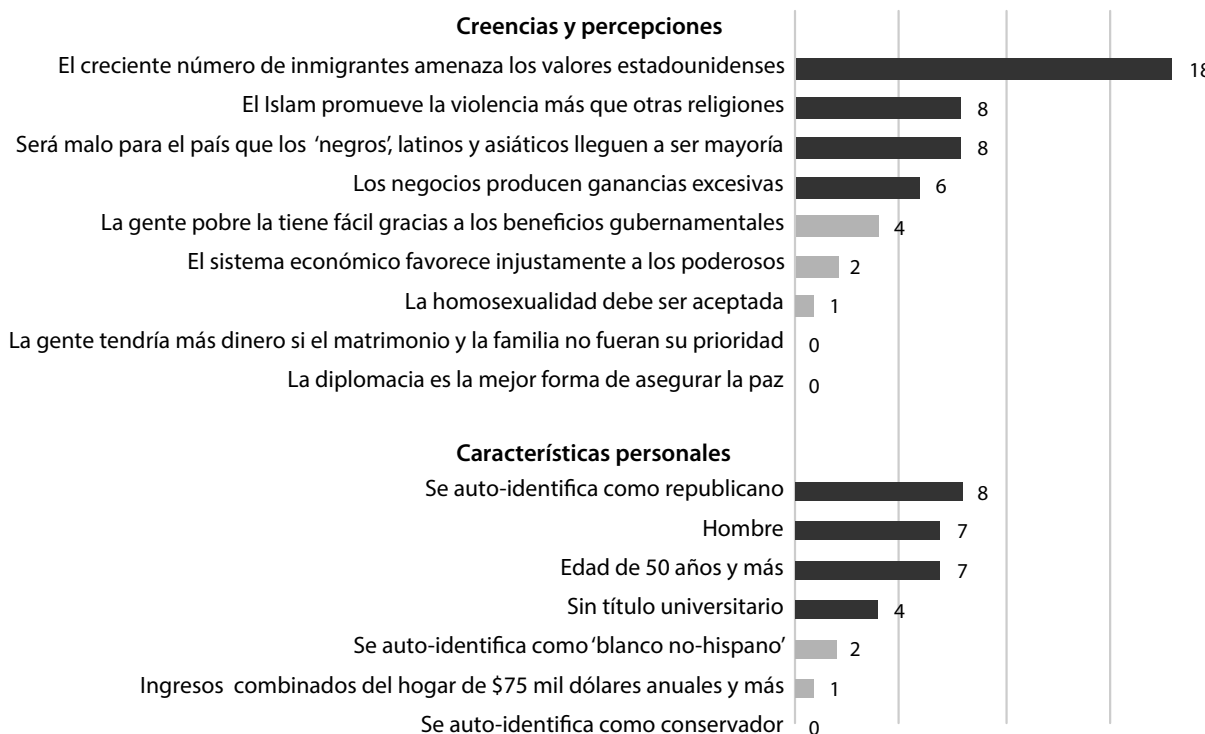 Creencias y percepciones
El creciente número de inmigrantes amenaza los valores estadounidenses 18
El Islam promueve la violencia más que otras religiones 8
Será malo para el país que los ‘negros’, latinos y asiáticos lleguen a ser mayoría 8
Los negocios producen ganancias excesivas 6
La gente pobre la tiene fácil gracias a los beneficios gubernamentales 4
El sistema económico favorece injustamente a los poderosos 2
La homosexualidad debe ser aceptada 1
La gente tendría más dinero si el matrimonio y la familia no fueran su prioridad 0
La diplomacia es la mejor forma de asegurar la paz 0
Características personales
Se auto-identifica como republicano 8
Hombre 7
Edad de 50 años y más 7
Sin título universitario 4
Se auto-identifica como ‘blanco no-hispano’ 2
Ingresos combinados del hogar de $75 mil dólares anuales y más 1
Se auto-identifica como conservador 0